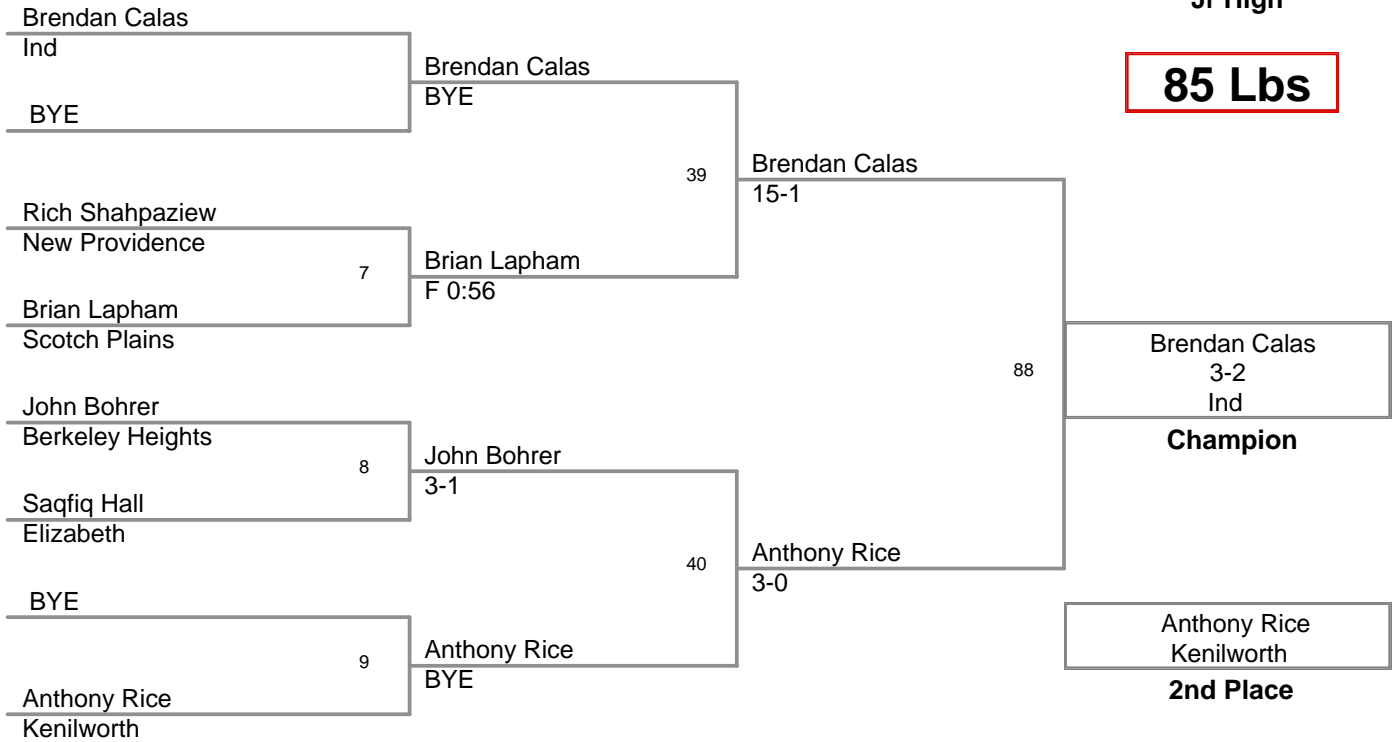 Jr High
85 Lbs
Brendan Calas
Ind
BYE
Rich Shahpaziew
New Providence
7
Brian Lapham
Scotch Plains
John Bohrer
Berkeley Heights
8
Saqfiq Hall
Elizabeth
BYE
9
Anthony Rice
Kenilworth
Brendan Calas
BYE
39
Brian Lapham
F 0:56
John Bohrer
3-1
40
Anthony Rice
BYE
Brendan Calas
15-1
88
Anthony Rice
3-0
Brendan Calas
3-2
Ind
Champion
Anthony Rice
Kenilworth
2nd Place